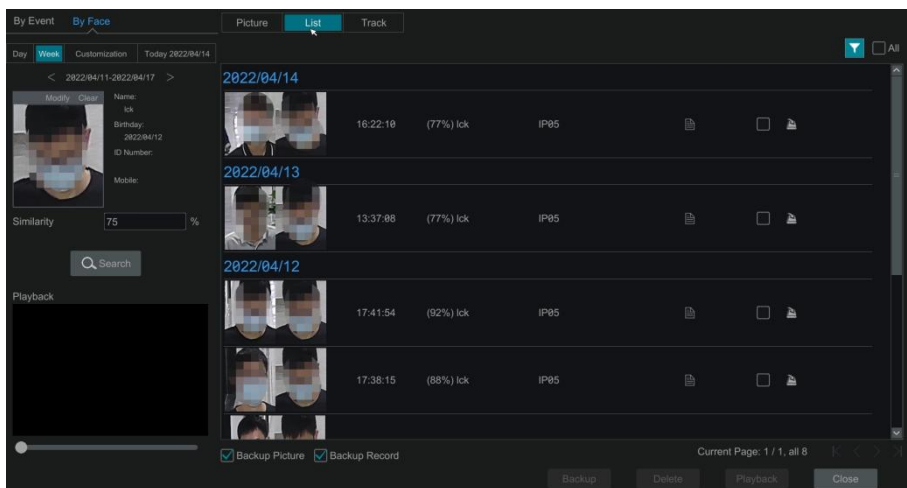 By Event By Face
Picture List Track
Day Week Customization Today 2022/04/14
All
< 2022/04/11-2022/04/17 >
Modify Clear
Name:
lck
Birthday:
2022/04/12
ID Number:
Mobile:
Similarity 75 %
Search
Playback
2022/04/14
16:22:10 (77%) lck IP05
2022/04/13
13:37:08 (77%) lck IP05
2022/04/12
17:41:54 (92%) lck IP05
17:38:15 (88%) lck IP05
Backup Picture Backup Record
Current Page: 1 / 1, all 8
Backup Delete Playback Close